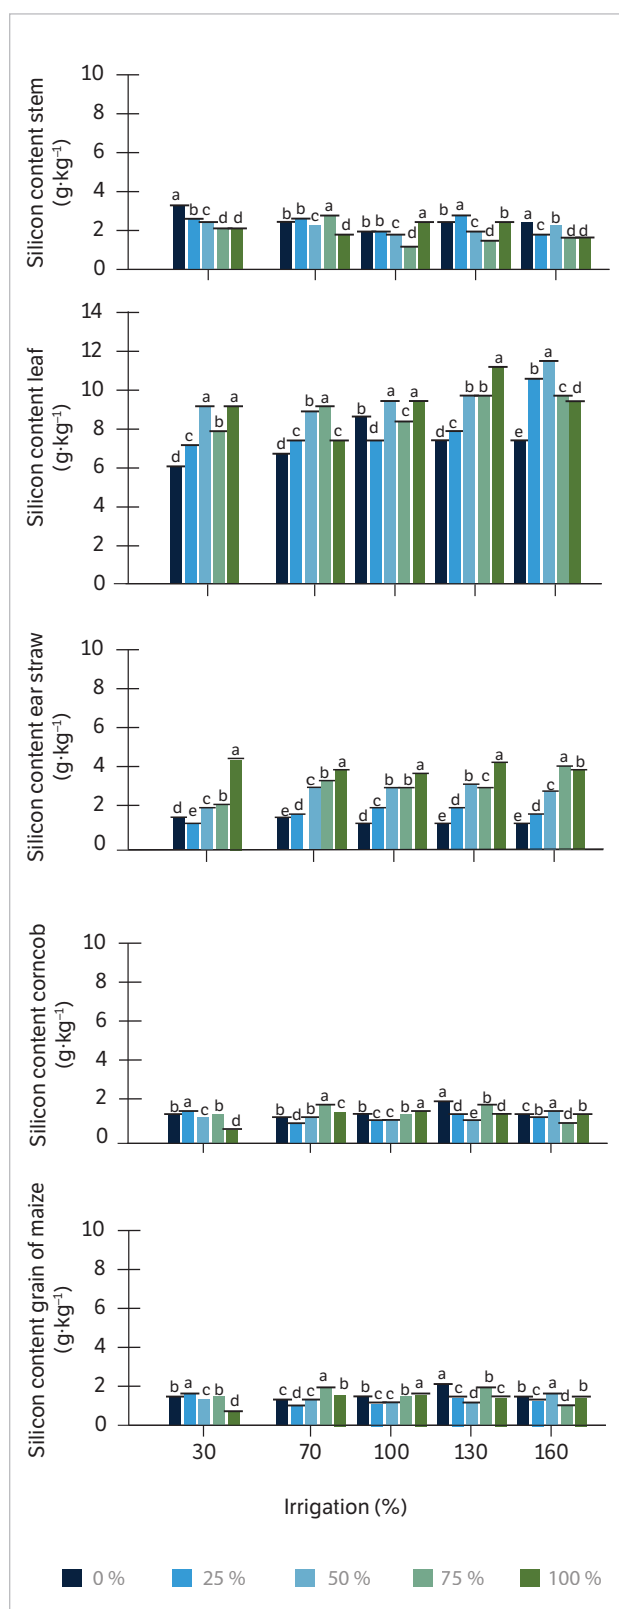 Silicon content stem
(g·kg⁻¹)
10
8
6
4
2
0
a b c d d
b b c a d
b b c d a
b a c d b
a c b d d
Silicon content leaf
(g·kg⁻¹)
14
12
10
8
6
4
2
0
d c a b a
d c b a c
b d a c a
d c b b a
e b a c d
Silicon content ear straw
(g·kg⁻¹)
10
8
6
4
2
0
d e c b a
e d c b a
d c b b a
e d b c a
e d c a b
Silicon content corncob
(g·kg⁻¹)
10
8
6
4
2
0
b a c b d
b d b a c
b c c b a
a d e b d
c b a d b
Silicon content grain of maize
(g·kg⁻¹)
10
8
6
4
2
0
b a c b d
c d c a b
b c c b a
a c d b c
b c a d b
30 70 100 130 160
Irrigation (%)
0 % 25 % 50 % 75 % 100 %